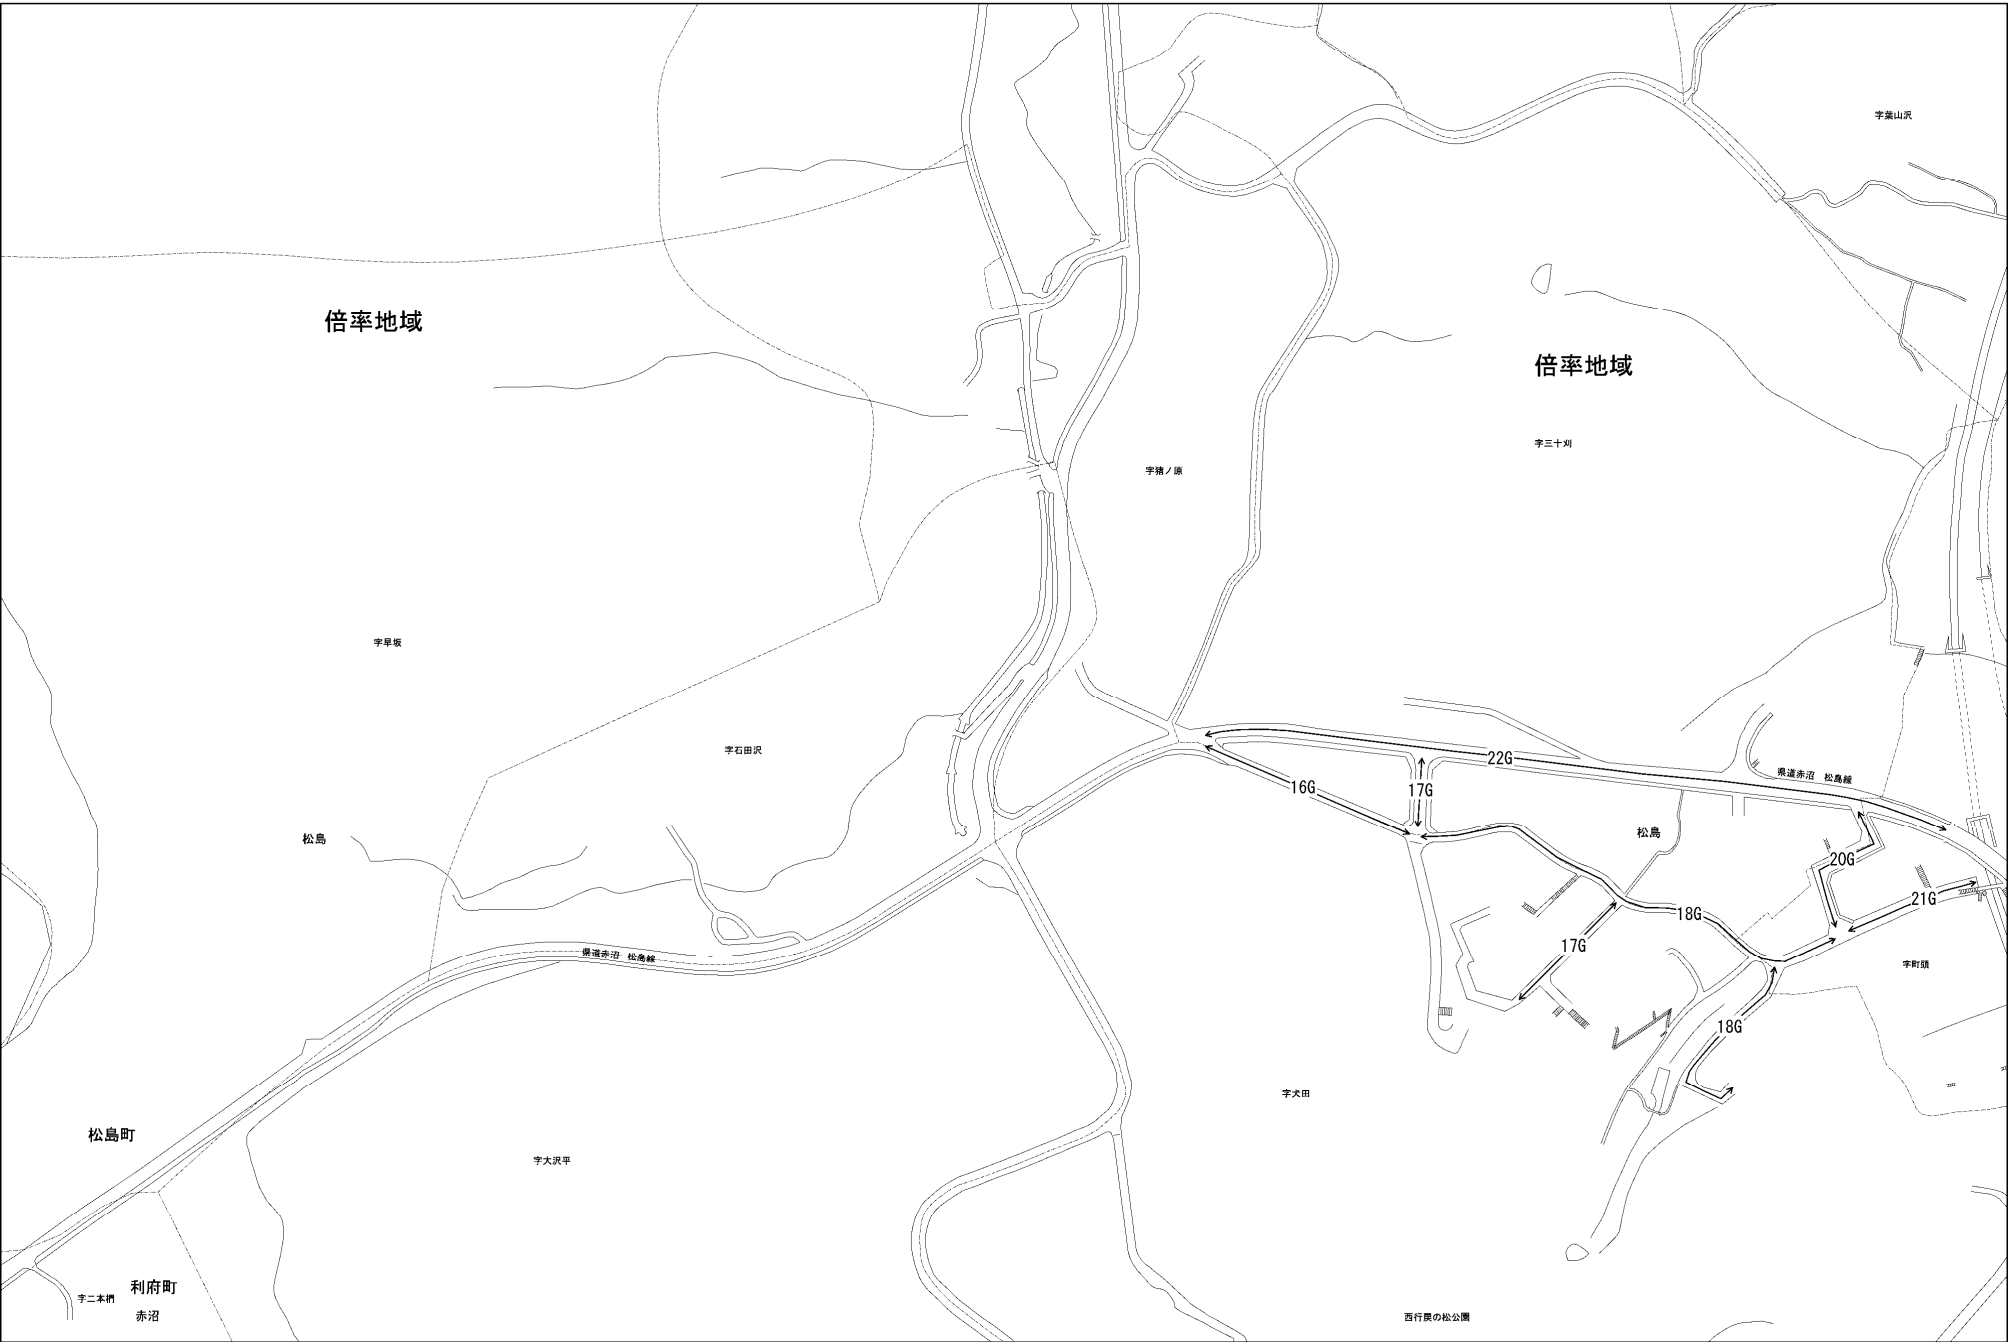 字葉山沢
倍率地域
倍率地域
字三十刈
字猪ノ原
字早坂
字石田沢
22G
県道赤沼　松島線
16G
17G
松島
松島
20G
21G
18G
17G
県道赤沼　松島線
字町頭
18G
字犬田
松島町
字大沢平
利府町
字二本椚
赤沼
西行戻の松公園